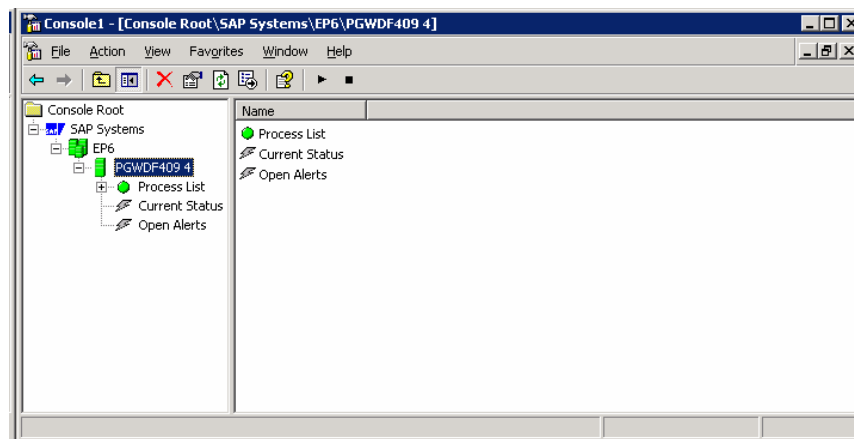 Console1 - [Console Root\SAP Systems\EP6\PGWDF409 4]
File Action View Favorites Window Help
Console Root
SAP Systems
EP6
PGWDF409 4
Process List
Current Status
Open Alerts
Name
Process List
Current Status
Open Alerts